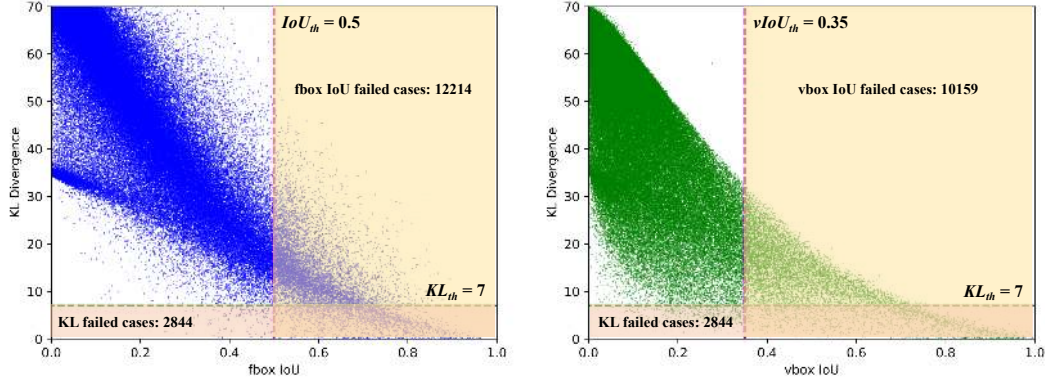 IoU_th = 0.5
fbox IoU failed cases: 12214
KL_th = 7
KL failed cases: 2844
KL Divergence
70
60
50
40
30
20
10
0
0.0 0.2 0.4 0.6 0.8 1.0
fbox IoU
vIoU_th = 0.35
vbox IoU failed cases: 10159
KL_th = 7
KL failed cases: 2844
KL Divergence
70
60
50
40
30
20
10
0
0.0 0.2 0.4 0.6 0.8 1.0
vbox IoU